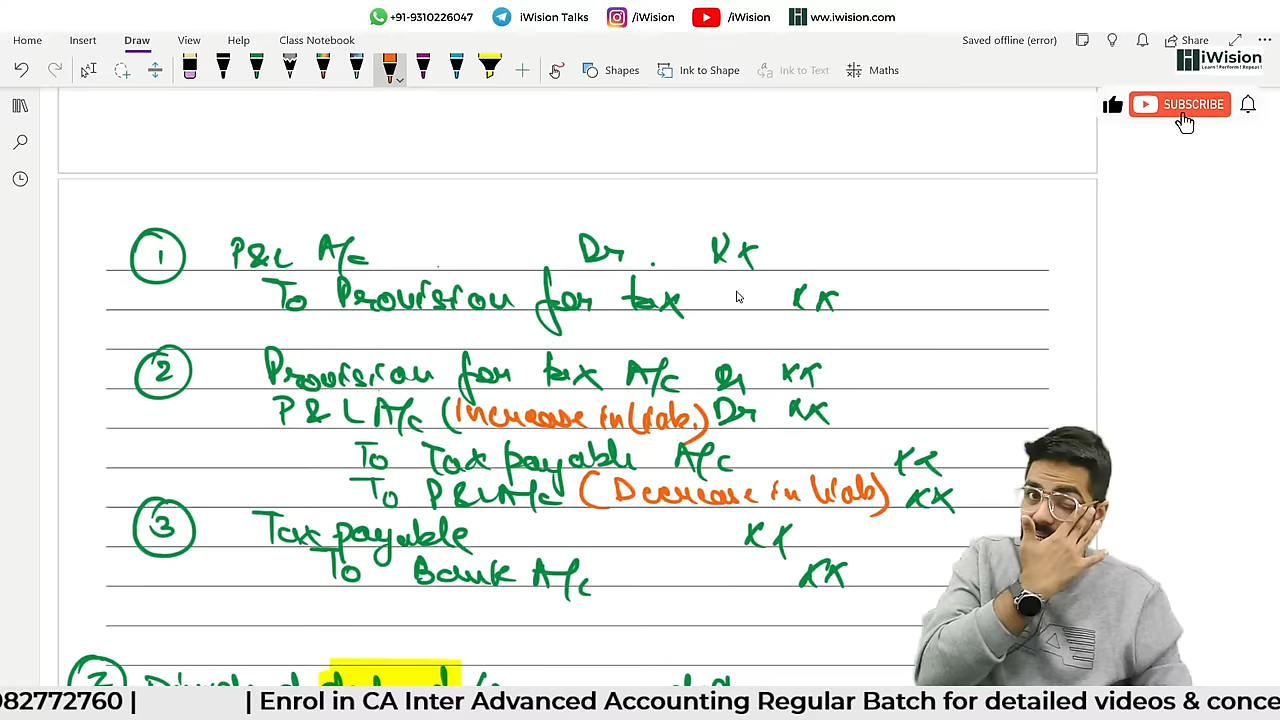 +91-9310226047 iWision Talks /iWision /iWision ww.iwision.com
Home Insert Draw View Help Class Notebook Saved offline (error) Share
Shapes Ink to Shape Ink to Text Maths
iWision
Learn ! Perform ! Repeat !
SUBSCRIBE
1 P&L A/c Dr. xx
To Provision for tax xx
2 Provision for tax A/c Dr xx
P&L A/c (Increase in liab.) Dr xx
To Tax payable A/c xx
To P&L A/c (Decrease in liab) xx
3 Tax payable xx
To Bank A/c xx
982772760 | | Enrol in CA Inter Advanced Accounting Regular Batch for detailed videos & conce